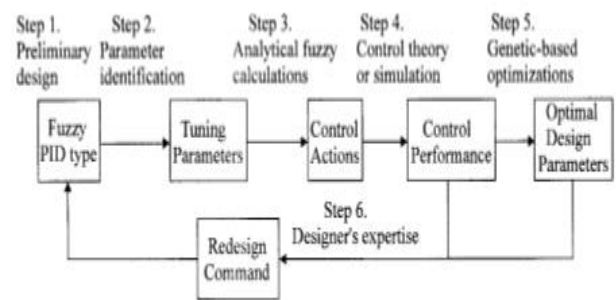 Step 1.
Preliminary
design
Step 2.
Parameter
identification
Step 3.
Analytical fuzzy
calculations
Step 4.
Control theory
or simulation
Step 5.
Genetic-based
optimizations
Fuzzy
PID type
Tuning
Parameters
Control
Actions
Control
Performance
Optimal
Design
Parameters
Step 6.
Designer's expertise
Redesign
Command